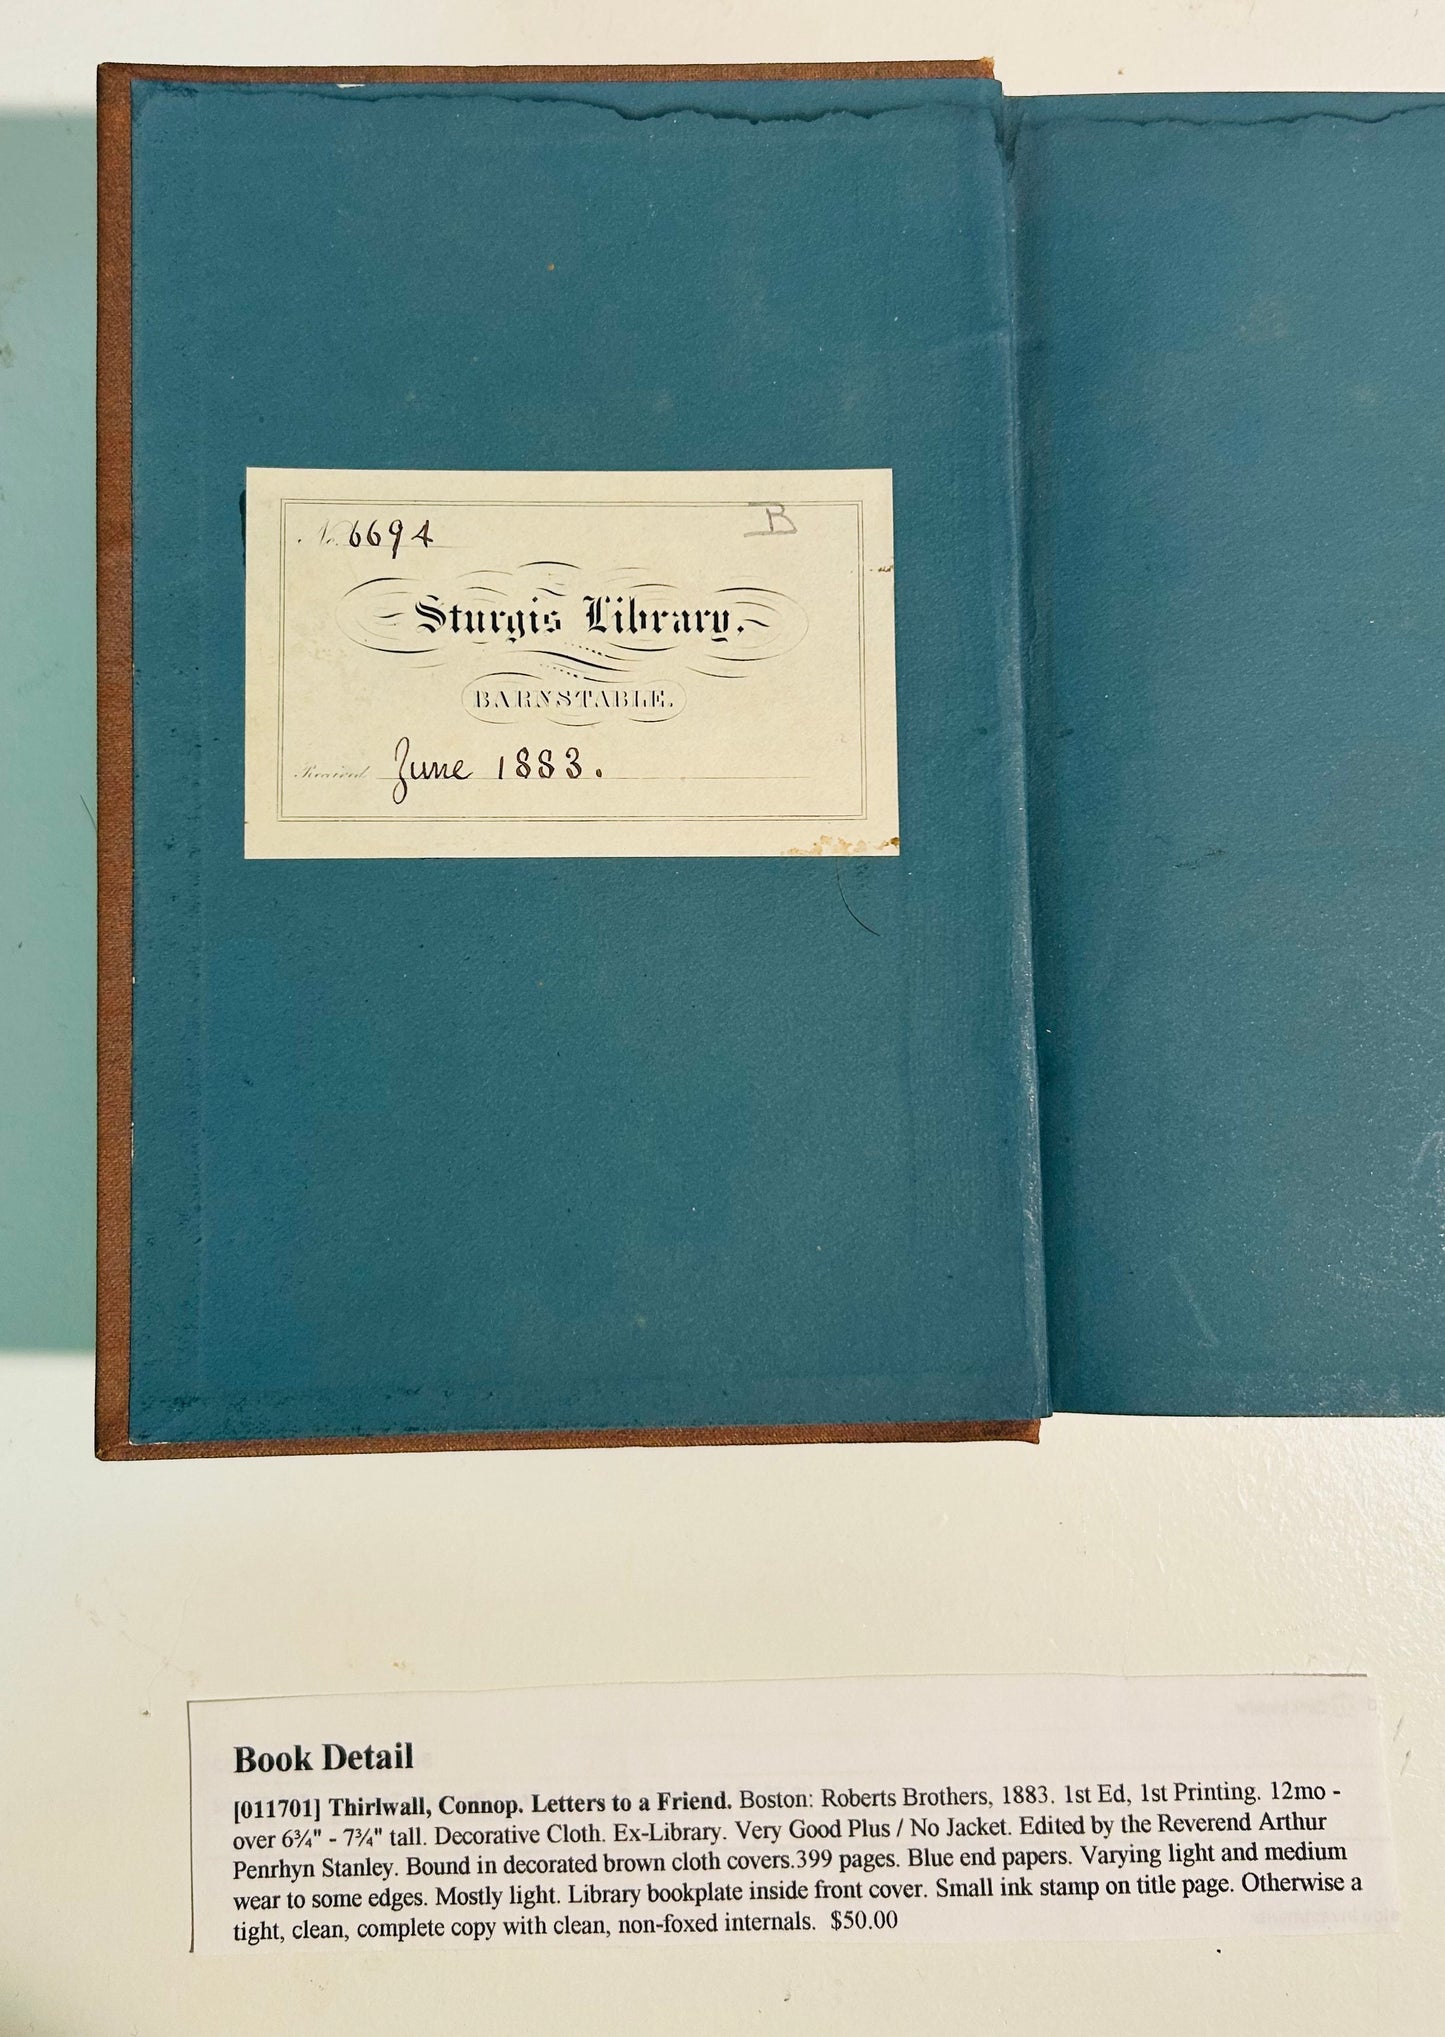 No. 6694
B
Sturgis Library.
BARNSTABLE.
Received June 1883.
Book Detail
[011701] Thirlwall, Connop. Letters to a Friend. Boston: Roberts Brothers, 1883. 1st Ed, 1st Printing. 12mo -
over 6¾" - 7¾" tall. Decorative Cloth. Ex-Library. Very Good Plus / No Jacket. Edited by the Reverend Arthur
Penrhyn Stanley. Bound in decorated brown cloth covers.399 pages. Blue end papers. Varying light and medium
wear to some edges. Mostly light. Library bookplate inside front cover. Small ink stamp on title page. Otherwise a
tight, clean, complete copy with clean, non-foxed internals. $50.00